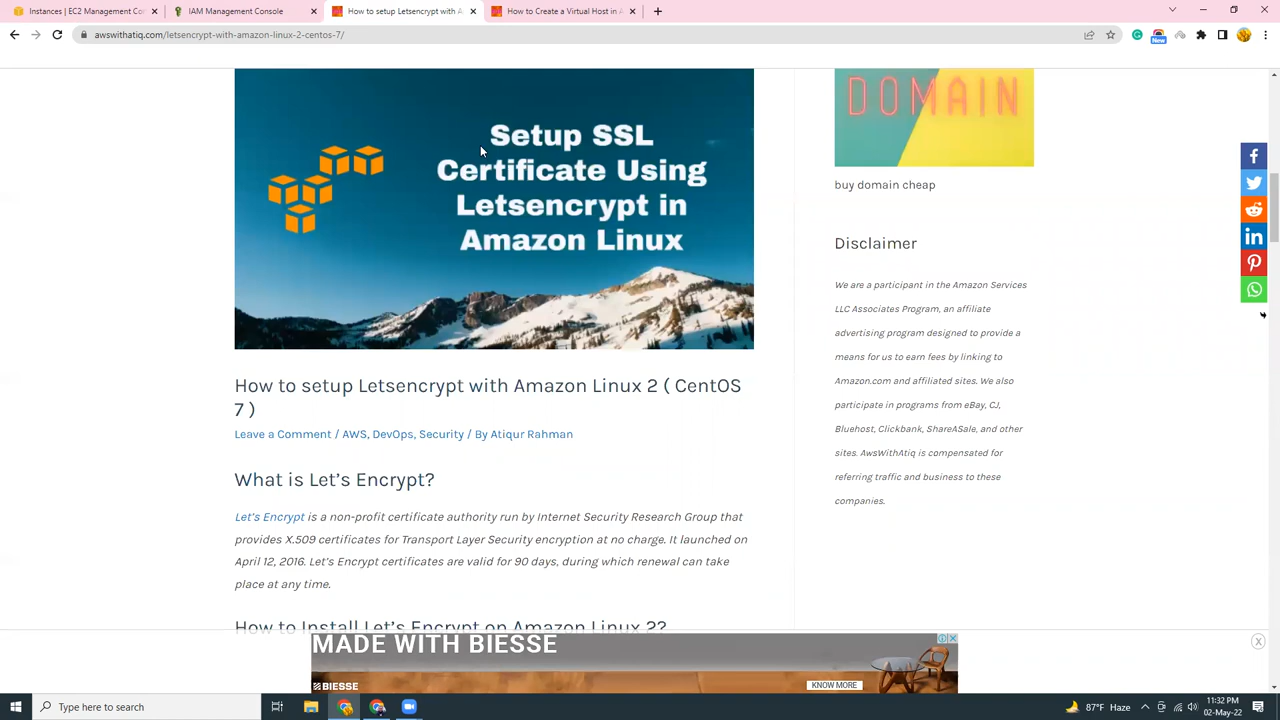 Instances | EC2 Management Con
IAM Management Console
How to setup Letsencrypt with Am
How to Create a Virtual Host in A
awswithatiq.com/letsencrypt-with-amazon-linux-2-centos-7/
New
Setup SSL
Certificate Using
Letsencrypt in
Amazon Linux
DOMAIN
buy domain cheap
Disclaimer
We are a participant in the Amazon Services
LLC Associates Program, an affiliate
advertising program designed to provide a
means for us to earn fees by linking to
Amazon.com and affiliated sites. We also
participate in programs from eBay, CJ,
Bluehost, Clickbank, ShareASale, and other
sites. AwsWithAtiq is compensated for
referring traffic and business to these
companies.
How to setup Letsencrypt with Amazon Linux 2 ( CentOS
7 )
Leave a Comment / AWS, DevOps, Security / By Atiqur Rahman
What is Let’s Encrypt?
Let’s Encrypt is a non-profit certificate authority run by Internet Security Research Group that
provides X.509 certificates for Transport Layer Security encryption at no charge. It launched on
April 12, 2016. Let’s Encrypt certificates are valid for 90 days, during which renewal can take
place at any time.
How to Install Let’s Encrypt on Amazon Linux 2?
MADE WITH BIESSE
BIESSE
KNOW MORE
Type here to search
87°F Haze
11:32 PM
02-May-22